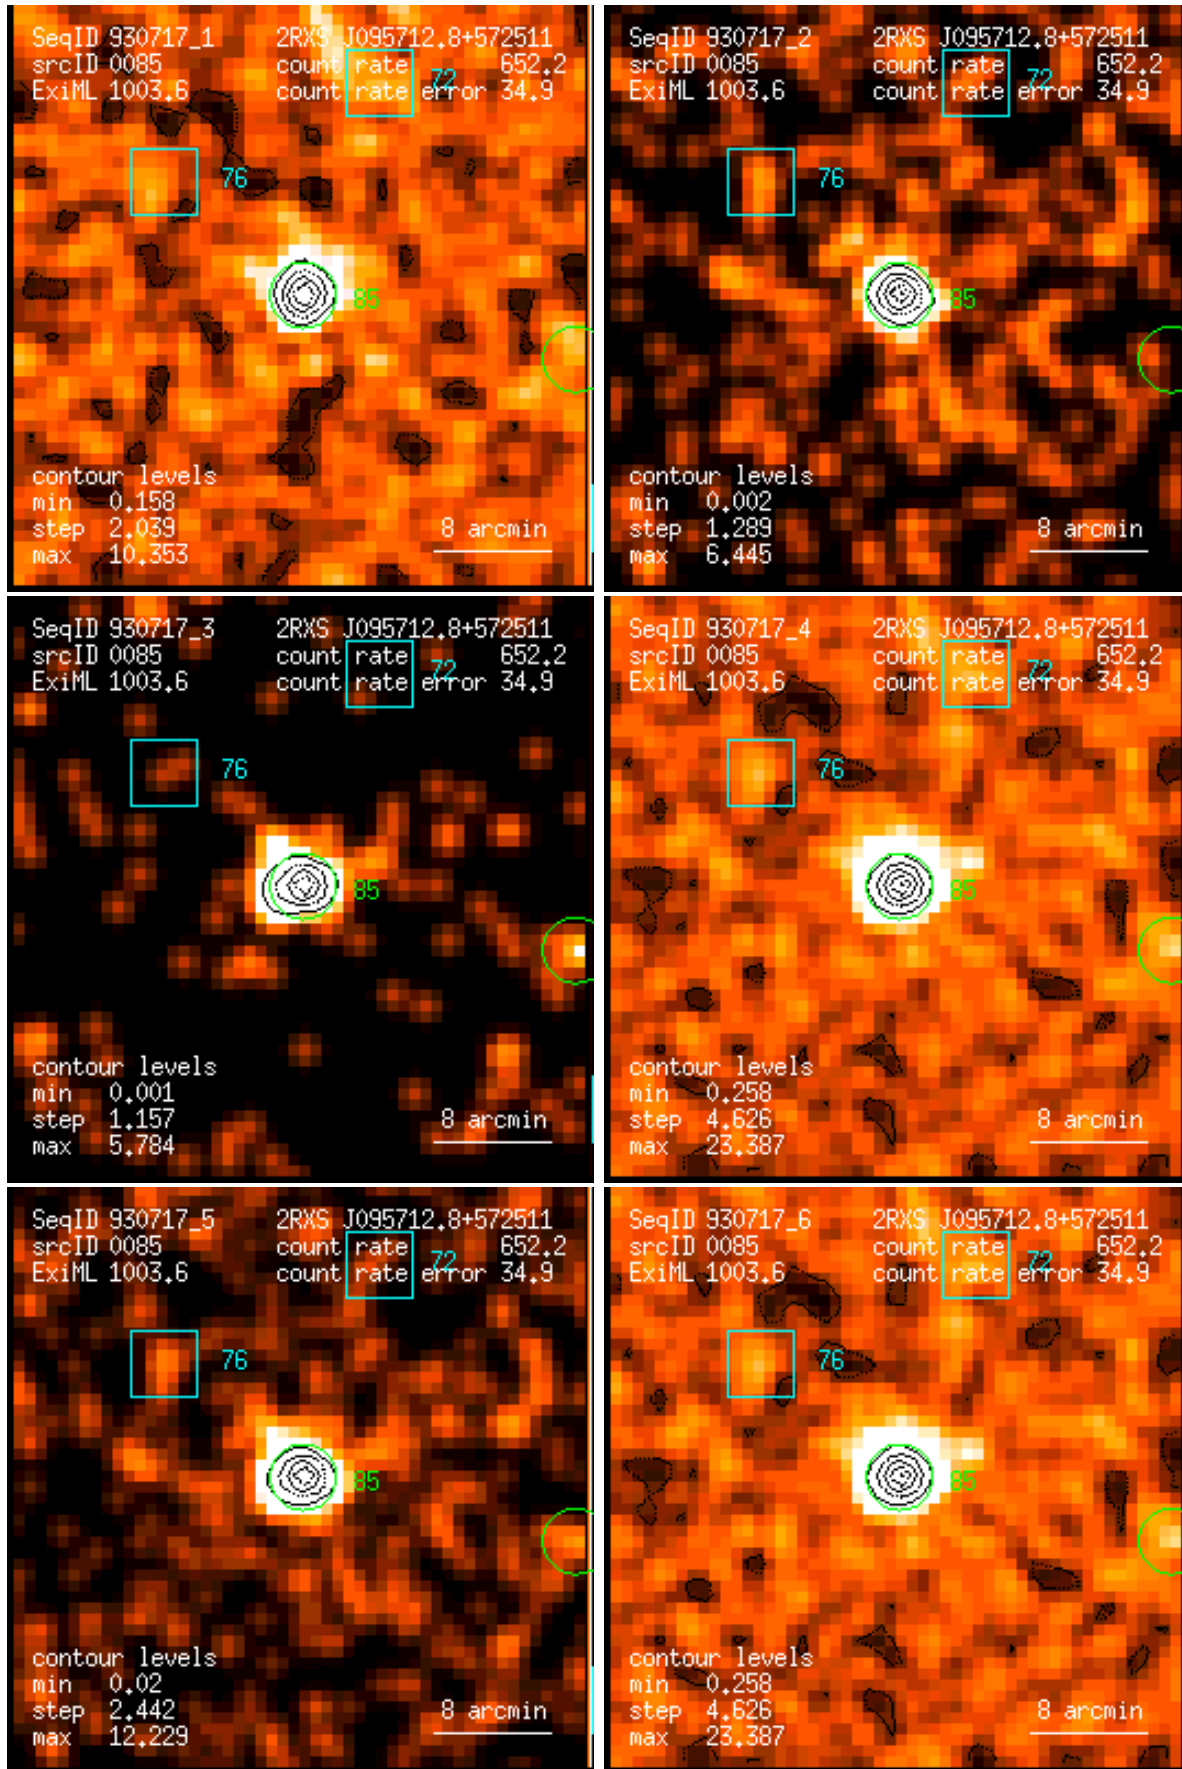 SeqID 930717_1 2RXS J095712.8+572511
srcID 0085 count rate 652.2
ExiML 1003.6 count rate error 34.9
72
76
85
contour levels
min 0.158
step 2.039
max 10.353
8 arcmin
SeqID 930717_2 2RXS J095712.8+572511
srcID 0085 count rate 652.2
ExiML 1003.6 count rate error 34.9
72
76
85
contour levels
min 0.002
step 1.289
max 6.445
8 arcmin
SeqID 930717_3 2RXS J095712.8+572511
srcID 0085 count rate 652.2
ExiML 1003.6 count rate error 34.9
72
76
85
contour levels
min 0.001
step 1.157
max 5.784
8 arcmin
SeqID 930717_4 2RXS J095712.8+572511
srcID 0085 count rate 652.2
ExiML 1003.6 count rate error 34.9
72
76
85
contour levels
min 0.258
step 4.626
max 23.387
8 arcmin
SeqID 930717_5 2RXS J095712.8+572511
srcID 0085 count rate 652.2
ExiML 1003.6 count rate error 34.9
72
76
85
contour levels
min 0.02
step 2.442
max 12.229
8 arcmin
SeqID 930717_6 2RXS J095712.8+572511
srcID 0085 count rate 652.2
ExiML 1003.6 count rate error 34.9
72
76
85
contour levels
min 0.258
step 4.626
max 23.387
8 arcmin